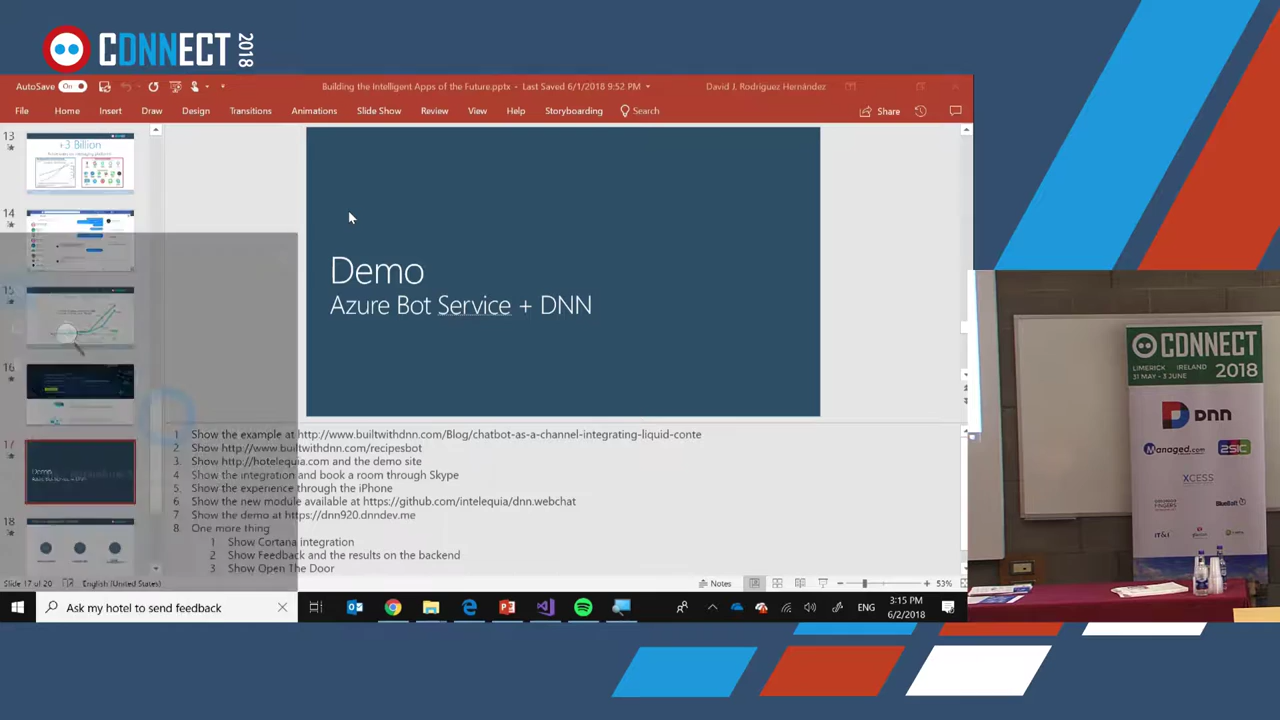 CDNNECT 2018
AutoSave On
Building the Intelligent Apps of the Future.pptx - Last Saved 6/1/2018 9:52 PM
David J. Rodriguez Hernández
File Home Insert Draw Design Transitions Animations Slide Show Review View Help Storyboarding Search
Share
13
+3 Billion
14
15
16
17
Demo
18
Demo
Azure Bot Service + DNN
1 Show the example at http://www.builtwithdnn.com/Blog/chatbot-as-a-channel-integrating-liquid-conte
2 Show http://www.builtwithdnn.com/recipesbot
3 Show http://hotelequia.com and the demo site
4 Show the integration and book a room through Skype
5 Show the experience through the iPhone
6 Show the new module available at https://github.com/intelequia/dnn.webchat
7 Show the demo at https://dnn920.dnndev.me
8 One more thing
1 Show Cortana integration
2 Show Feedback and the results on the backend
3 Show Open The Door
Slide 17 of 20
English (United States)
Notes
53%
Ask my hotel to send feedback
ENG
3:15 PM
6/2/2018
CDNNECT
LIMERICK IRELAND
31 MAY - 3 JUNE
2018
DNN
Managed.com
2SIC
XCESS